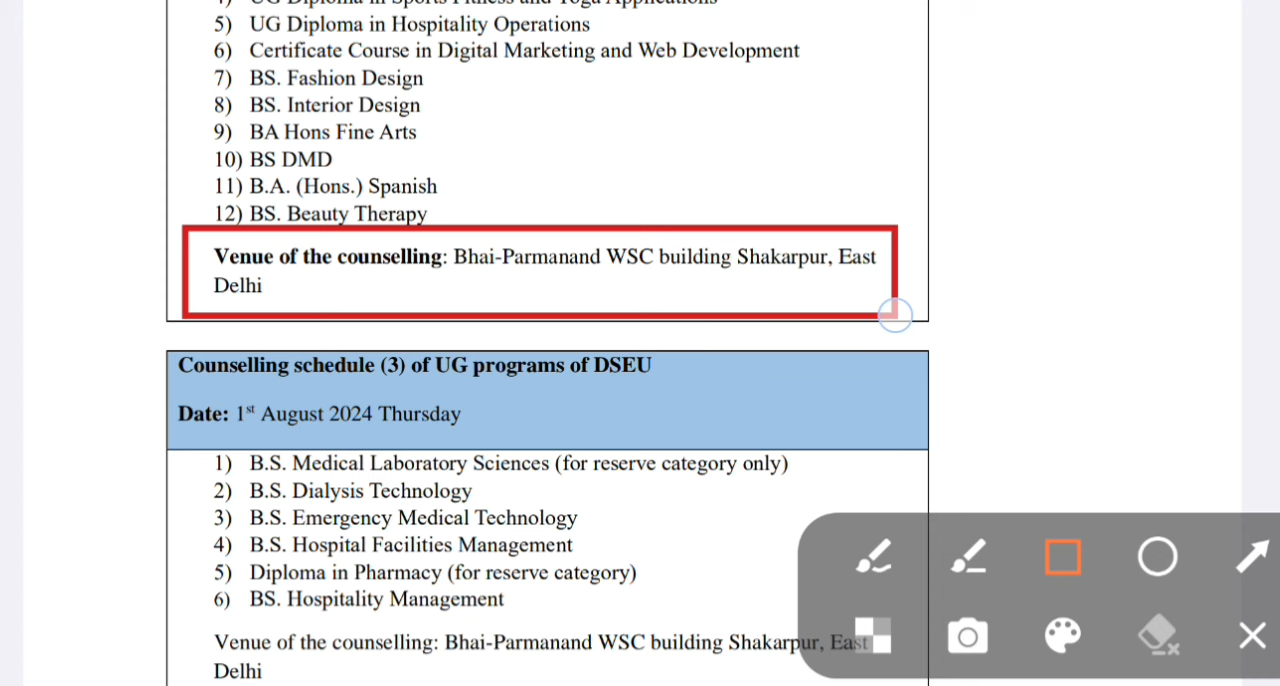 5) UG Diploma in Hospitality Operations
6) Certificate Course in Digital Marketing and Web Development
7) BS. Fashion Design
8) BS. Interior Design
9) BA Hons Fine Arts
10) BS DMD
11) B.A. (Hons.) Spanish
12) BS. Beauty Therapy
Venue of the counselling: Bhai-Parmanand WSC building Shakarpur, East
Delhi
Counselling schedule (3) of UG programs of DSEU
Date: 1st August 2024 Thursday
1) B.S. Medical Laboratory Sciences (for reserve category only)
2) B.S. Dialysis Technology
3) B.S. Emergency Medical Technology
4) B.S. Hospital Facilities Management
5) Diploma in Pharmacy (for reserve category)
6) BS. Hospitality Management
Venue of the counselling: Bhai-Parmanand WSC building Shakarpur, East
Delhi